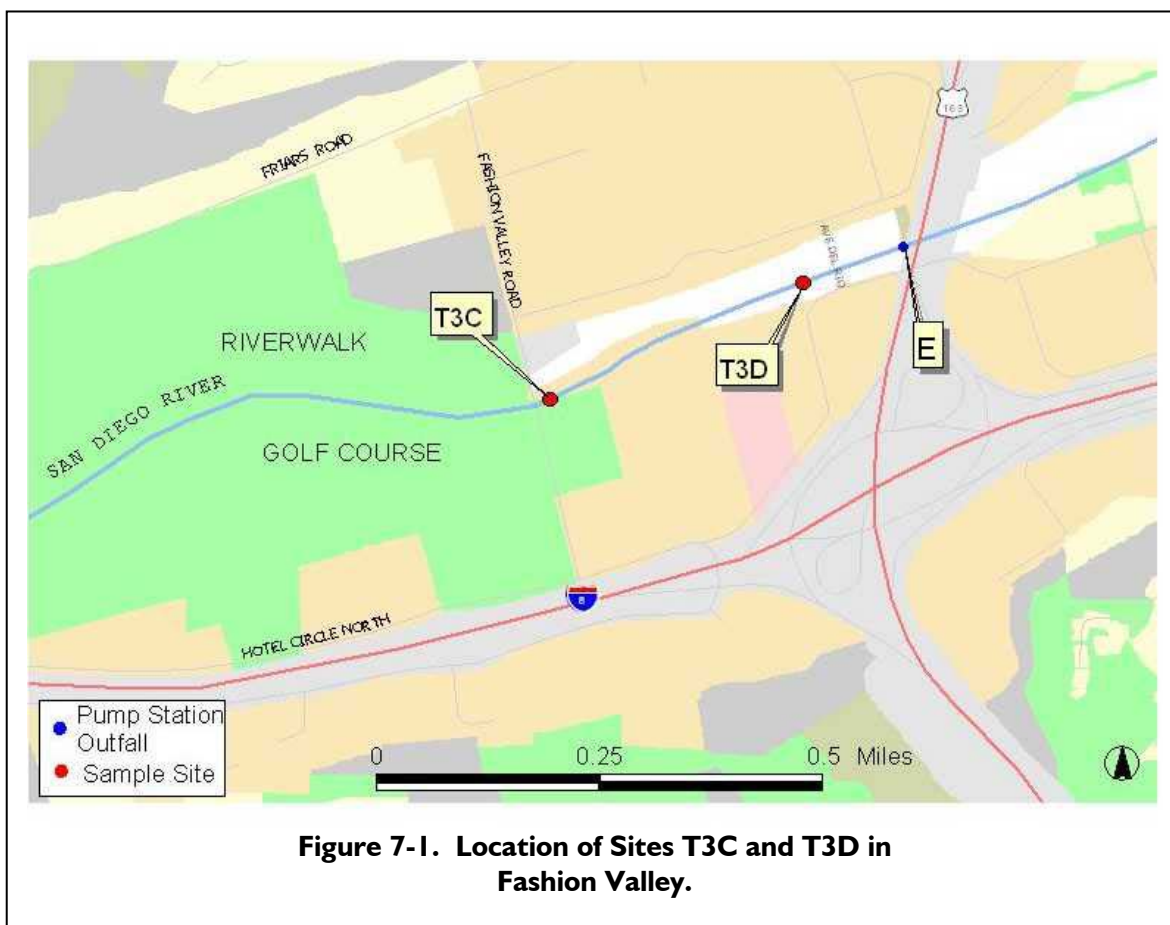 163
FRIARS ROAD
FASHION VALLEY ROAD
AVE DEL RIO
T3C
T3D
E
RIVERWALK
SAN DIEGO RIVER
GOLF COURSE
8
HOTEL CIRCLE NORTH
Pump Station
Outfall
Sample Site
0 0.25 0.5 Miles
Figure 7-1. Location of Sites T3C and T3D in
Fashion Valley.